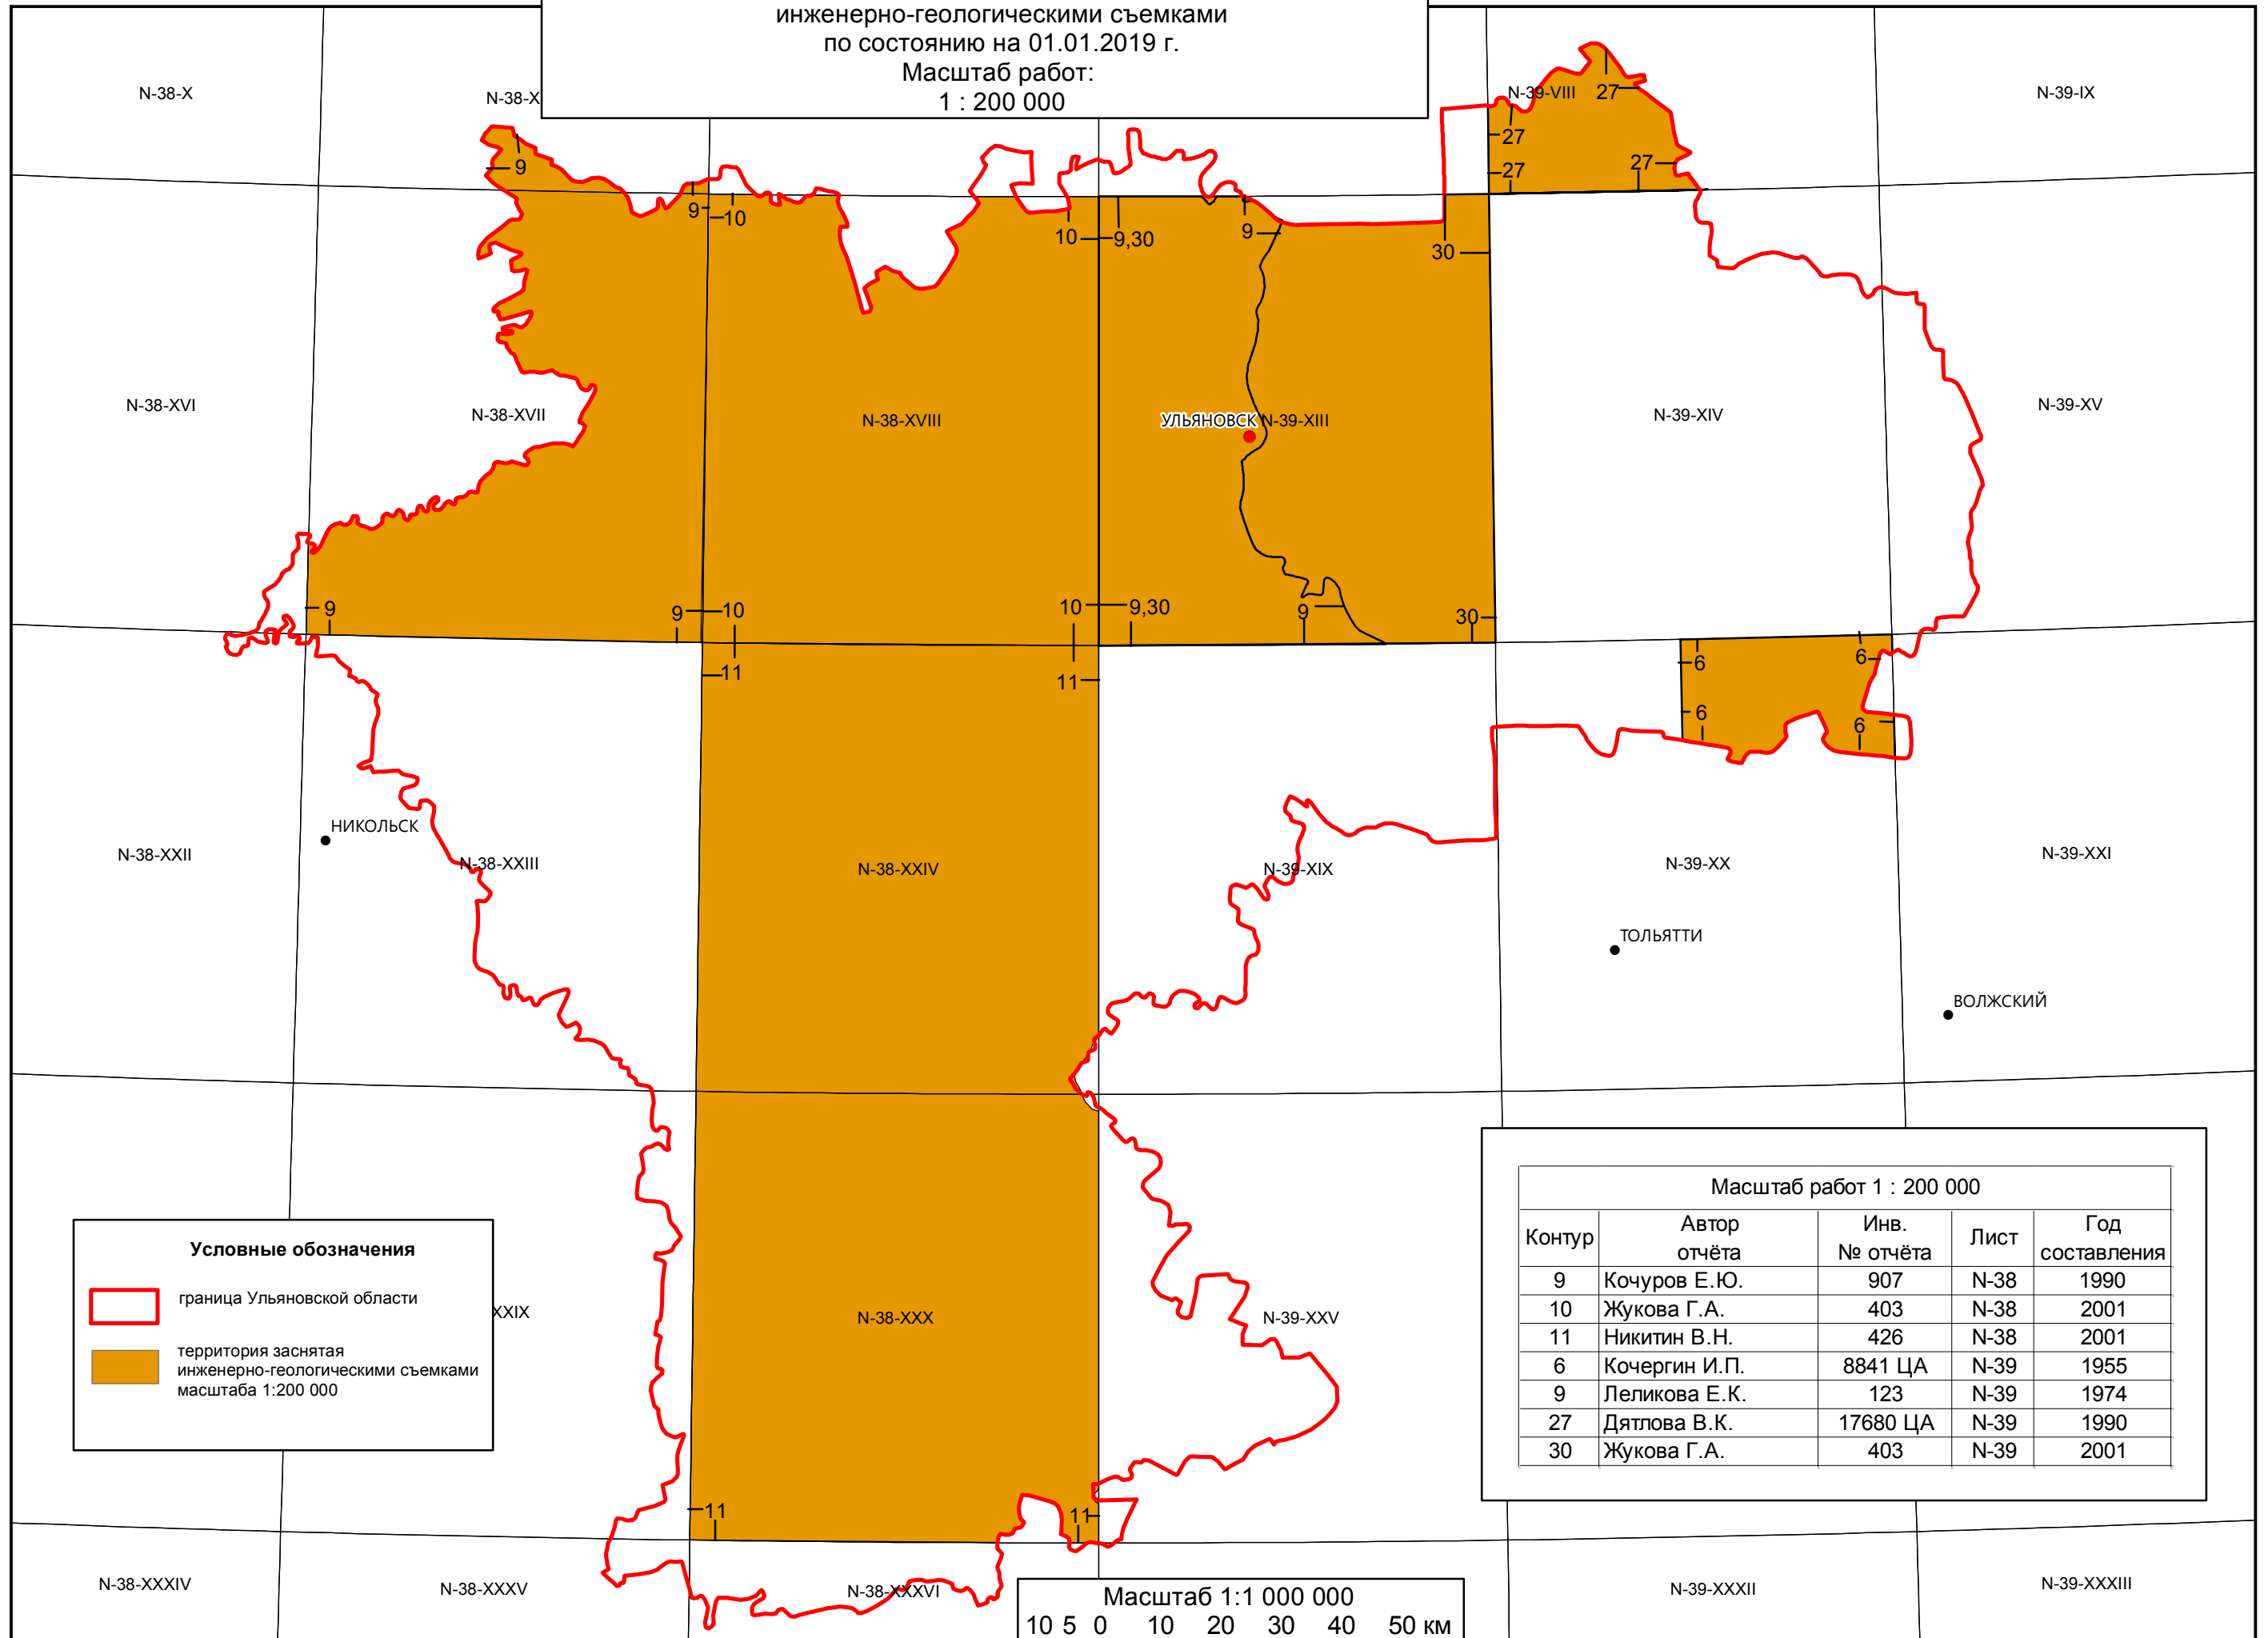 инженерно-геологическими съемками
по состоянию на 01.01.2019 г.
Масштаб работ:
1 : 200 000
N-38-X
N-38-X
N-39-VIII
27
N-39-IX
27
27
27
9
9
10
10
9,30
9
30
N-38-XVI
N-38-XVII
N-38-XVIII
УЛЬЯНОВСК
N-39-XIII
N-39-XIV
N-39-XV
9
9
10
10
9,30
9
30
11
11
6
6
6
6
НИКОЛЬСК
N-38-XXII
N-38-XXIII
N-38-XXIV
N-39-XIX
N-39-XX
N-39-XXI
ТОЛЬЯТТИ
ВОЛЖСКИЙ
Условные обозначения
граница Ульяновской области
территория заснятая
инженерно-геологическими съемками
масштаба 1:200 000
XXIX
N-38-XXX
N-39-XXV
Масштаб работ 1 : 200 000
Контур Автор отчёта Инв. № отчёта Лист Год составления
9 Кочуров Е.Ю. 907 N-38 1990
10 Жукова Г.А. 403 N-38 2001
11 Никитин В.Н. 426 N-38 2001
6 Кочергин И.П. 8841 ЦА N-39 1955
9 Леликова Е.К. 123 N-39 1974
27 Дятлова В.К. 17680 ЦА N-39 1990
30 Жукова Г.А. 403 N-39 2001
11
11
N-38-XXXIV
N-38-XXXV
N-38-XXXVI
N-39-XXXII
N-39-XXXIII
Масштаб 1:1 000 000
10 5 0 10 20 30 40 50 км